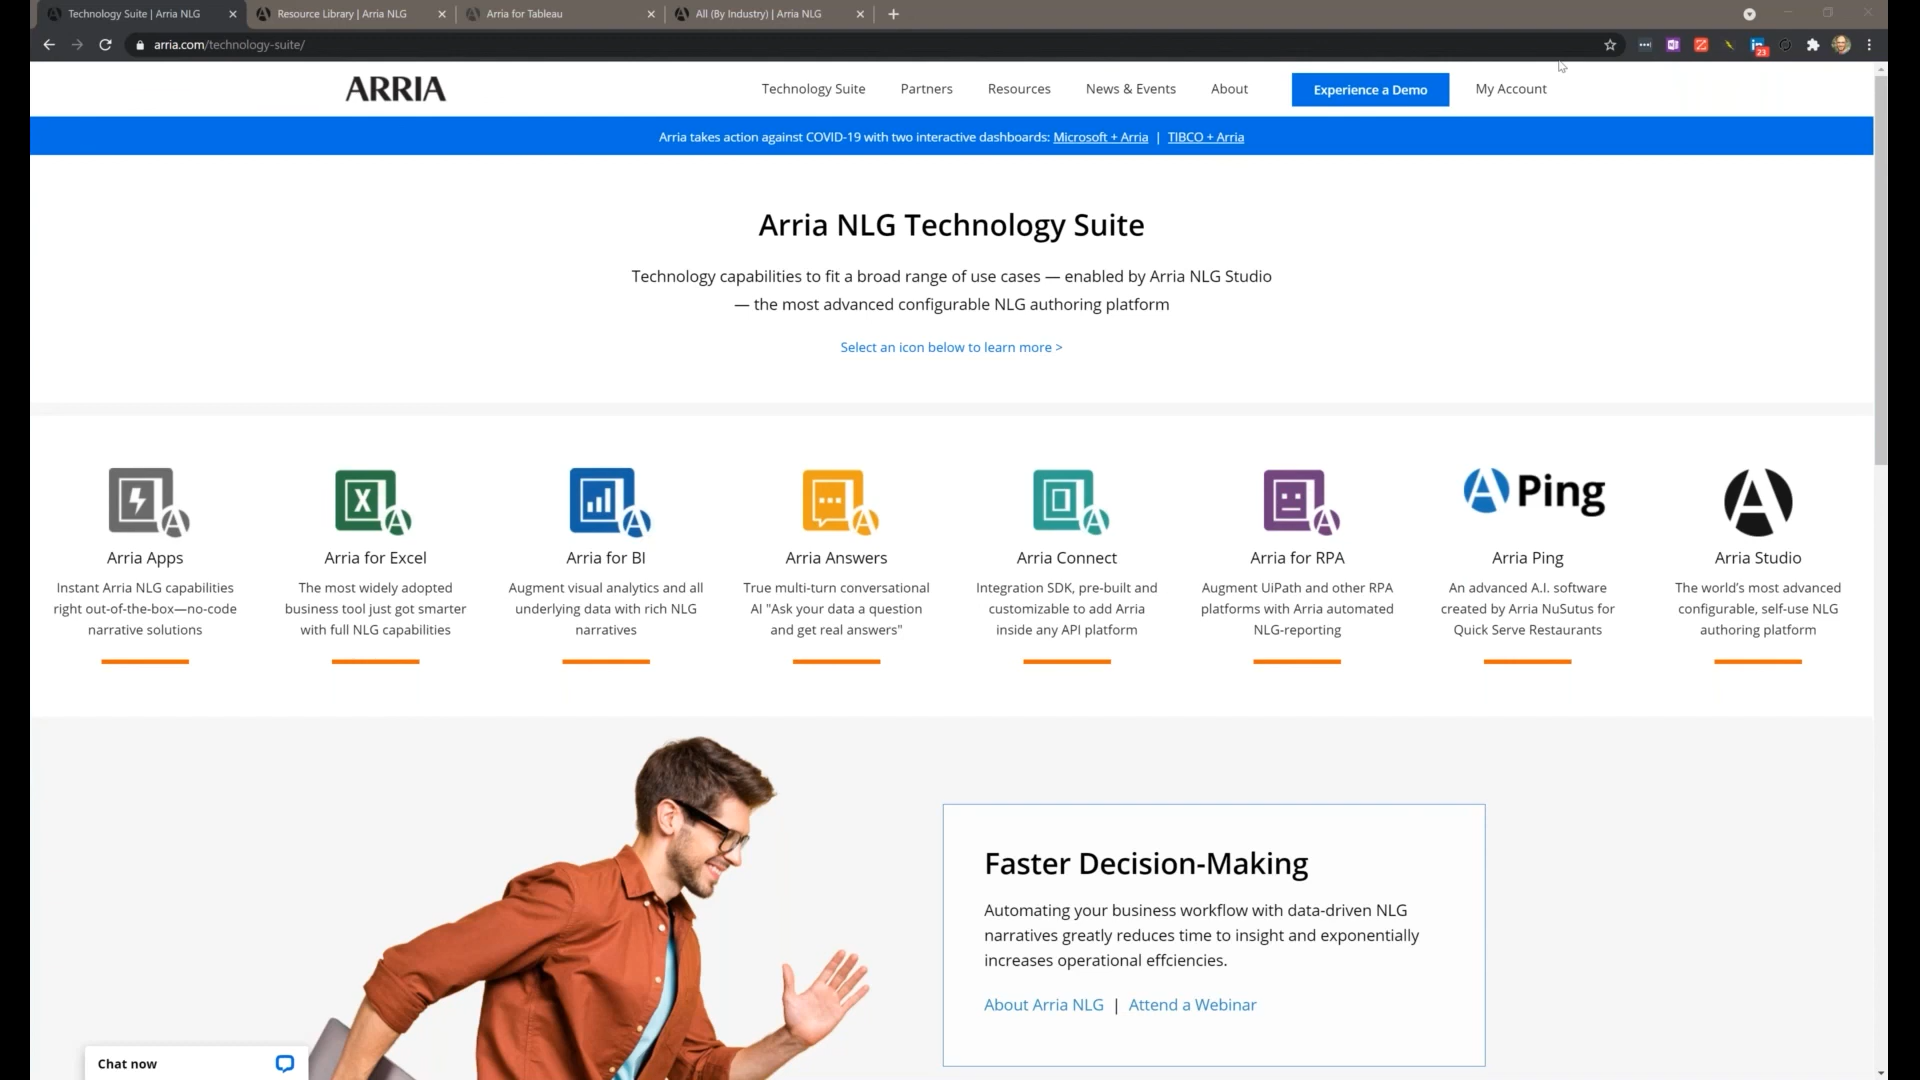 Technology Suite | Arria NLG
Resource Library | Arria NLG
Arria for Tableau
All (By Industry) | Arria NLG
arria.com/technology-suite/
23
ARRIA
Technology Suite
Partners
Resources
News & Events
About
Experience a Demo
My Account
Arria takes action against COVID-19 with two interactive dashboards: Microsoft + Arria | TIBCO + Arria
Arria NLG Technology Suite
Technology capabilities to fit a broad range of use cases — enabled by Arria NLG Studio
— the most advanced configurable NLG authoring platform
Select an icon below to learn more >
Arria Apps
Instant Arria NLG capabilities
right out-of-the-box—no-code
narrative solutions
Arria for Excel
The most widely adopted
business tool just got smarter
with full NLG capabilities
Arria for BI
Augment visual analytics and all
underlying data with rich NLG
narratives
Arria Answers
True multi-turn conversational
AI "Ask your data a question
and get real answers"
Arria Connect
Integration SDK, pre-built and
customizable to add Arria
inside any API platform
Arria for RPA
Augment UiPath and other RPA
platforms with Arria automated
NLG-reporting
Ping
Arria Ping
An advanced A.I. software
created by Arria NuSutus for
Quick Serve Restaurants
Arria Studio
The world's most advanced
configurable, self-use NLG
authoring platform
Faster Decision-Making
Automating your business workflow with data-driven NLG
narratives greatly reduces time to insight and exponentially
increases operational effciencies.
About Arria NLG | Attend a Webinar
Chat now